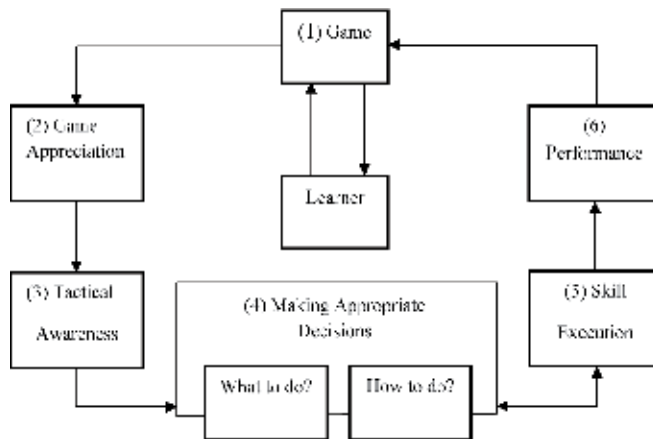 (1) Game
(2) Game
Appreciation
(6)
Performance
Learner
(3) Tactical
Awareness
(4) Making Appropriate
Decisions
(5) Skill
Execution
What to do?
How to do?